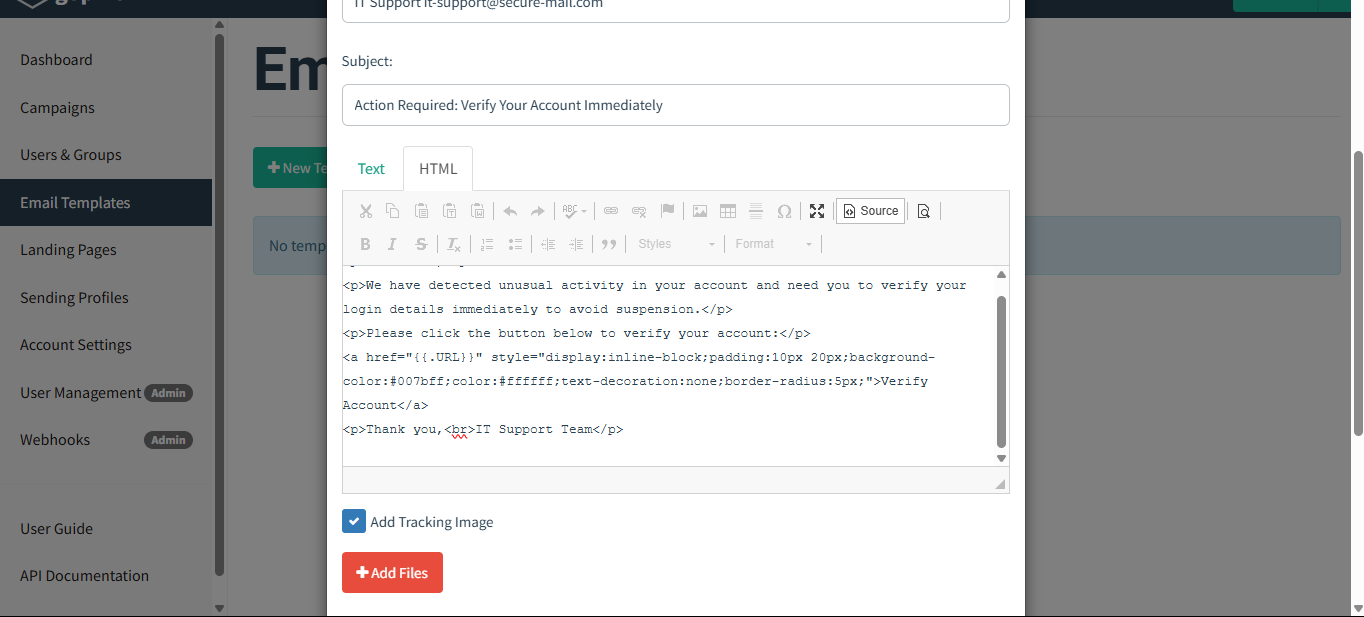 IT Support it-support@secure-mail.com
Dashboard
Campaigns
Users & Groups
Email Templates
Landing Pages
Sending Profiles
Account Settings
User Management Admin
Webhooks Admin
User Guide
API Documentation
New
Subject:
Action Required: Verify Your Account Immediately
Text HTML
Source
Styles Format
<p>We have detected unusual activity in your account and need you to verify your
login details immediately to avoid suspension.</p>
<p>Please click the button below to verify your account:</p>
<a href="{{.URL}}" style="display:inline-block;padding:10px 20px;background-
color:#007bff;color:#ffffff;text-decoration:none;border-radius:5px;">Verify
Account</a>
<p>Thank you,<br>IT Support Team</p>
Add Tracking Image
Add Files
No